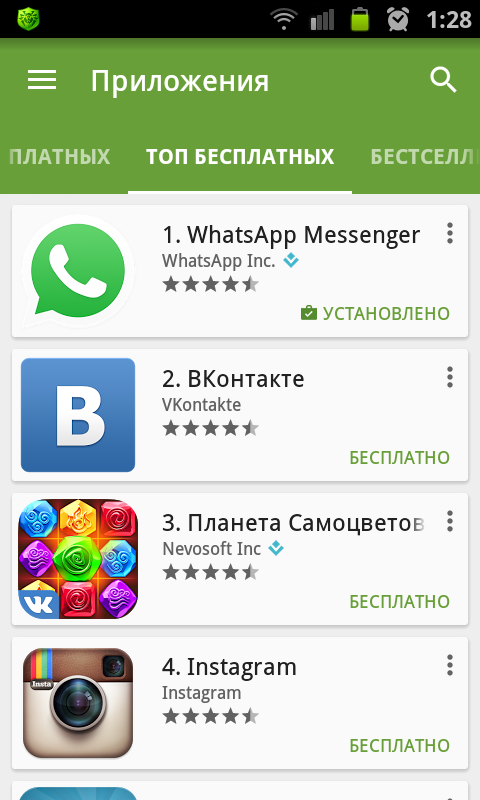 1:28
Приложения
ПЛАТНЫХ
ТОП БЕСПЛАТНЫХ
БЕСТСЕЛЛ
1. WhatsApp Messenger
WhatsApp Inc.
УСТАНОВЛЕНО
B
2. ВКонтакте
VKontakte
БЕСПЛАТНО
3. Планета Самоцветов
Nevosoft Inc
БЕСПЛАТНО
Insta
4. Instagram
Instagram
БЕСПЛАТНО